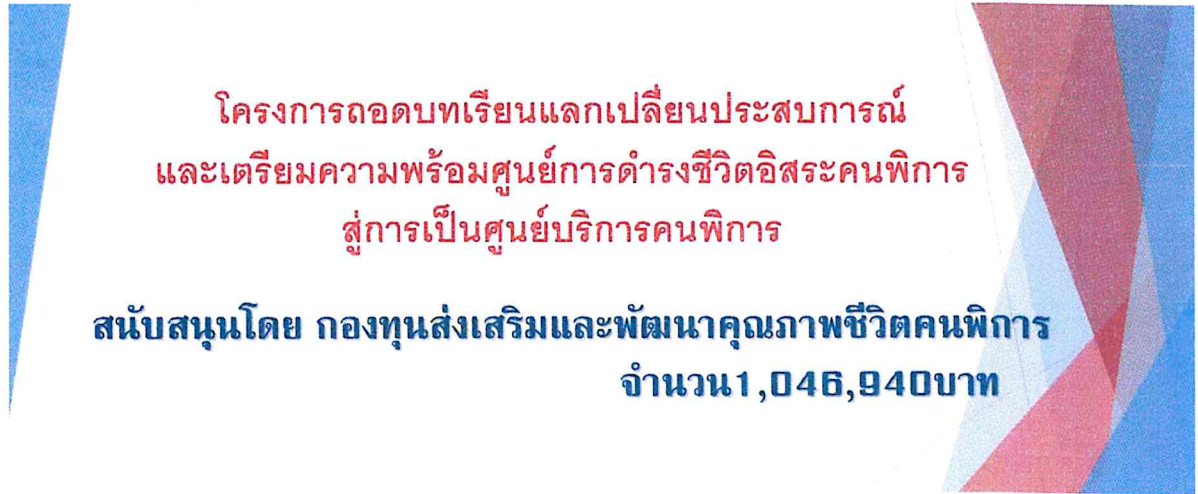 โครงการถอดบทเรียนแลกเปลี่ยนประสบการณ์
และเตรียมความพร้อมศูนย์การดำรงชีวิตอิสระคนพิการ
สู่การเป็นศูนย์บริการคนพิการ
สนับสนุนโดย กองทุนส่งเสริมและพัฒนาคุณภาพชีวิตคนพิการ
จำนวน1,046,940บาท